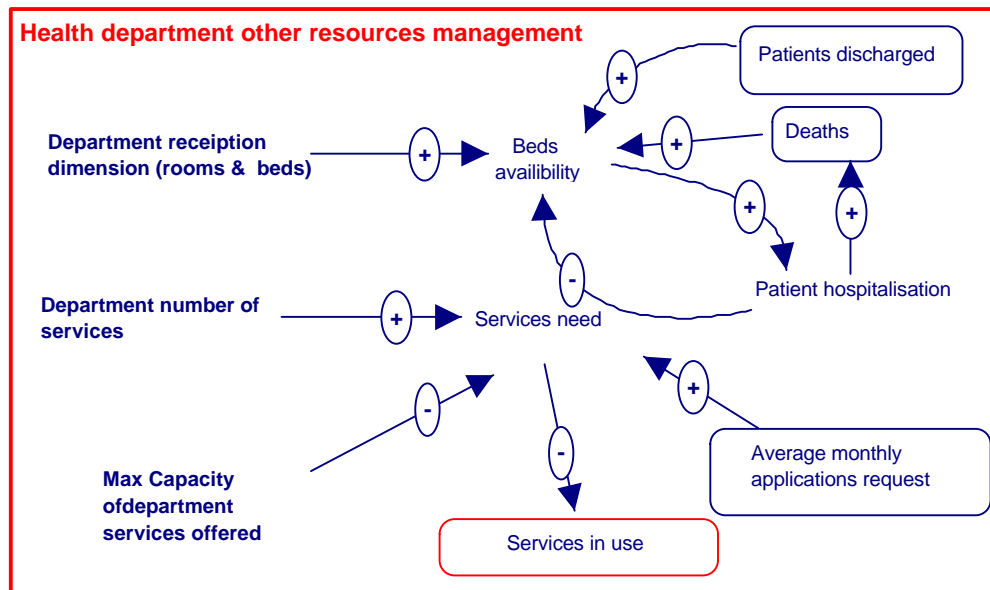 Health department other resources management
Patients discharged
+
+
Deaths
Department receiption
dimension (rooms &  beds)
+
Beds
availibility
+
+
-
Patient hospitalisation
Department number of
services
+
Services need
-
+
Max Capacity
ofdepartment
services offered
-
Average monthly
applications request
Services in use